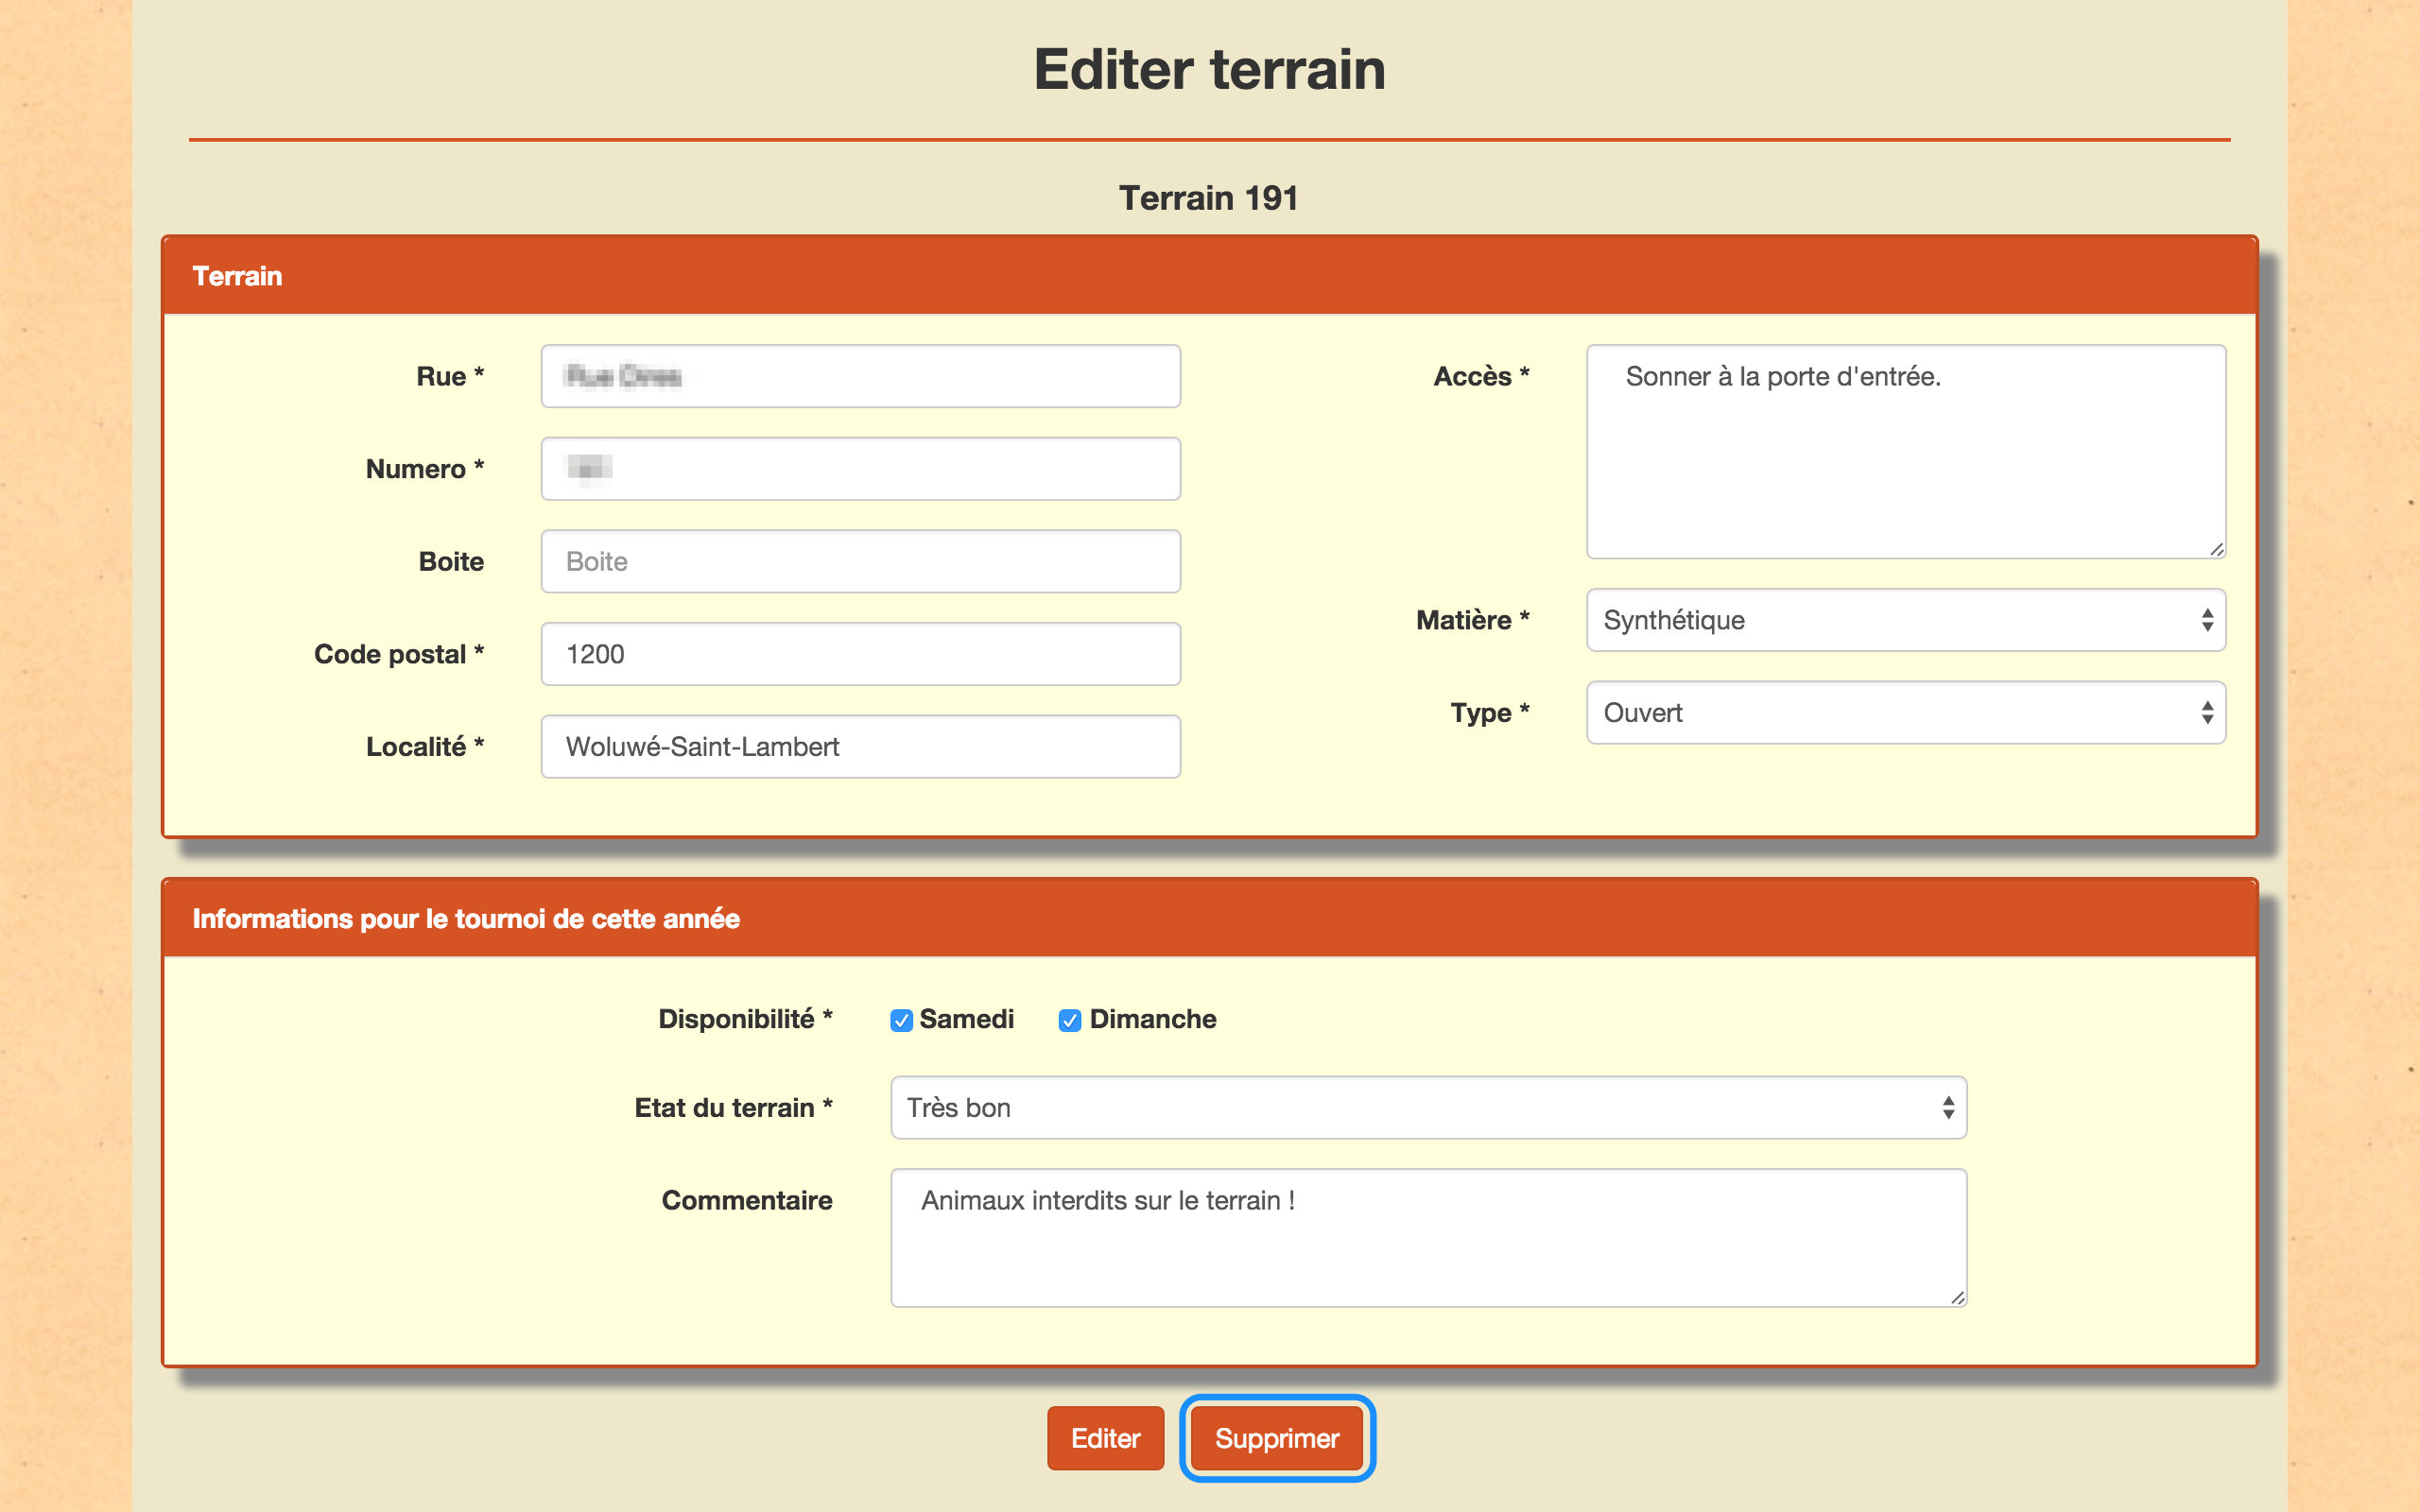 Editer terrain
Terrain 191
Terrain
Rue *
Numero *
Boite
Boite
Code postal *
1200
Localité *
Woluwé-Saint-Lambert
Accès *
Sonner à la porte d'entrée.
Matière *
Synthétique
Type *
Ouvert
Informations pour le tournoi de cette année
Disponibilité *
Samedi
Dimanche
Etat du terrain *
Très bon
Commentaire
Animaux interdits sur le terrain !
Editer
Supprimer